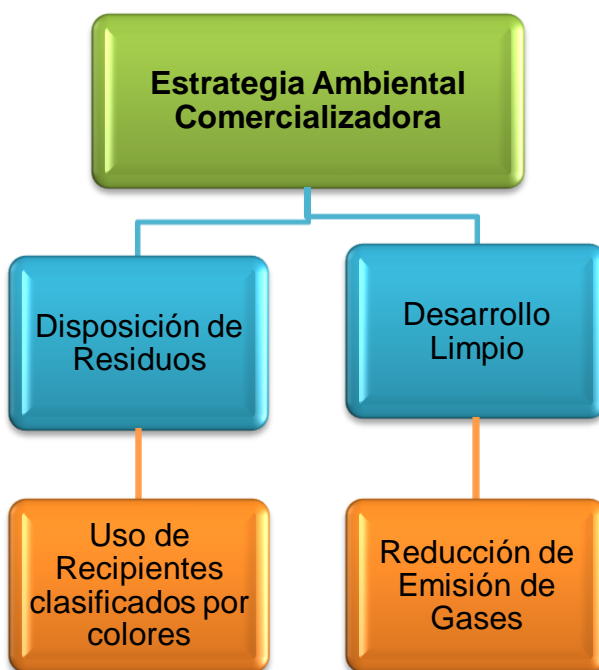 Estrategia Ambiental
Comercializadora
Disposición de
Residuos
Desarrollo
Limpio
Uso de
Recipientes
clasificados por
colores
Reducción de
Emisión de
Gases